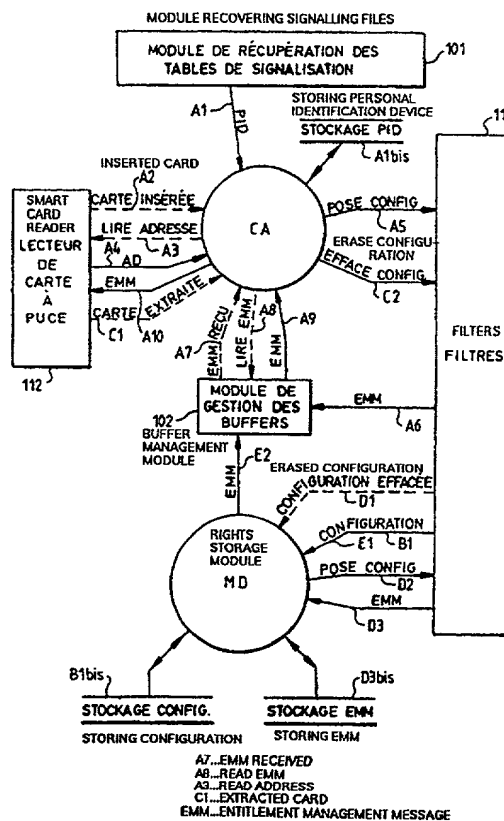 MODULE RECOVERING SIGNALLING FILES
MODULE DE RÉCUPÉRATION DES
TABLES DE SIGNALISATION
101
A1
PID
STORING PERSONAL
IDENTIFICATION DEVICE
STOCKAGE PID
A1bis
11
INSERTED CARD
A2
CARTE INSÉRÉE
LIRE ADRESSE
A3
A4
AD
EMM
A10
CARTE EXTRAITE
C1
SMART
CARD
READER
LECTEUR
DE
CARTE
À
PUCE
112
CA
POSE CONFIG
A5
ERASE CONFIGU-
RATION
EFFACE CONFIG
C2
FILTERS
FILTRES
A7
EMM RECU
LIRE EMM
A8
EMM
A9
MODULE DE
GESTION DES
BUFFERS
102
BUFFER MANAGEMENT
MODULE
EMM
A6
EMM
E2
ERASED CONFIGURATION
CONFIGURATION EFFACÉE
D1
CONFIGURATION
E1
B1
POSE CONFIG
D2
EMM
D3
RIGHTS
STORAGE
MODULE
MD
B1bis
STOCKAGE CONFIG.
STORING CONFIGURATION
D3bis
STOCKAGE EMM
STORING EMM
A7...EMM RECEIVED
A8...READ EMM
A3...READ ADDRESS
C1...EXTRACTED CARD
EMM...ENTITLEMENT MANAGEMENT MESSAGE